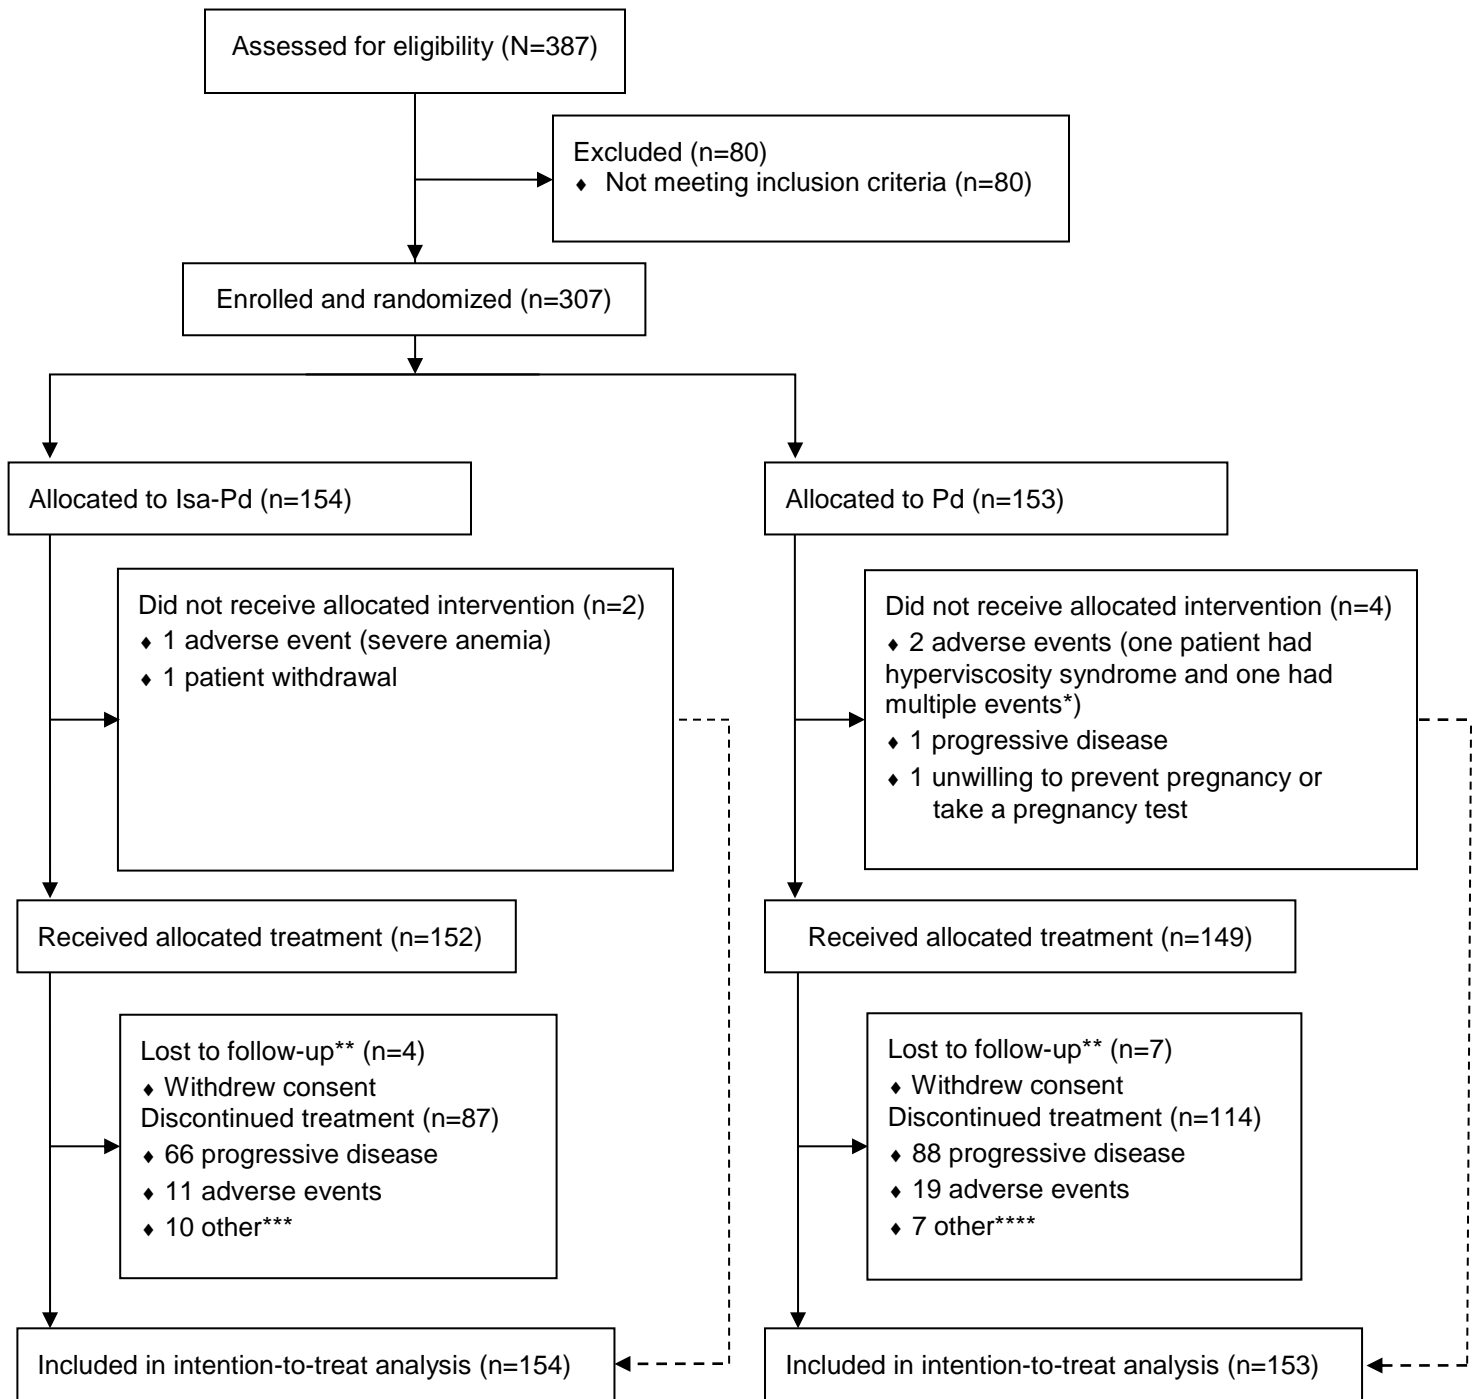 Assessed for eligibility (N=387)
Excluded (n=80)
♦ Not meeting inclusion criteria (n=80)
Enrolled and randomized (n=307)
Allocated to Isa-Pd (n=154)
Allocated to Pd (n=153)
Did not receive allocated intervention (n=2)
♦ 1 adverse event (severe anemia)
♦ 1 patient withdrawal
Did not receive allocated intervention (n=4)
♦ 2 adverse events (one patient had
hyperviscosity syndrome and one had
multiple events*)
♦ 1 progressive disease
♦ 1 unwilling to prevent pregnancy or
take a pregnancy test
Received allocated treatment (n=152)
Received allocated treatment (n=149)
Lost to follow-up** (n=4)
♦ Withdrew consent
Discontinued treatment (n=87)
♦ 66 progressive disease
♦ 11 adverse events
♦ 10 other***
Lost to follow-up** (n=7)
♦ Withdrew consent
Discontinued treatment (n=114)
♦ 88 progressive disease
♦ 19 adverse events
♦ 7 other****
Included in intention-to-treat analysis (n=154)
Included in intention-to-treat analysis (n=153)